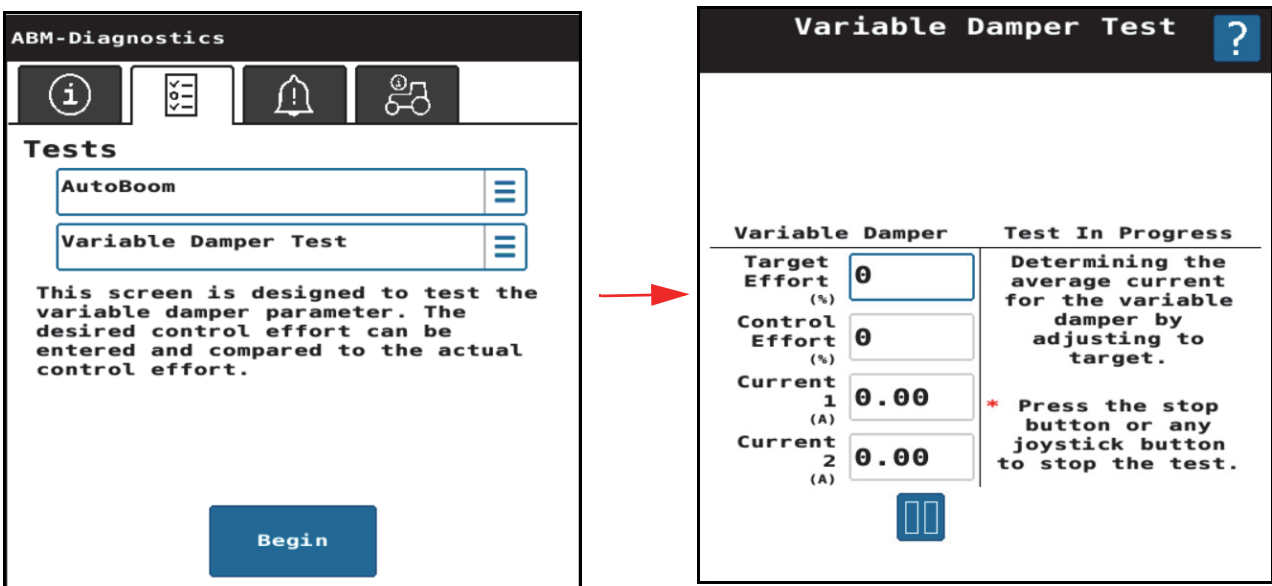 ABM-Diagnostics
Tests
AutoBoom
Variable Damper Test
This screen is designed to test the
variable damper parameter. The
desired control effort can be
entered and compared to the actual
control effort.
Begin
Variable Damper Test
?
Variable Damper
Target
Effort
(%)
0
Control
Effort
(%)
0
Current
1
(A)
0.00
Current
2
(A)
0.00
Test In Progress
Determining the
average current
for the variable
damper by
adjusting to
target.
* Press the stop
button or any
joystick button
to stop the test.